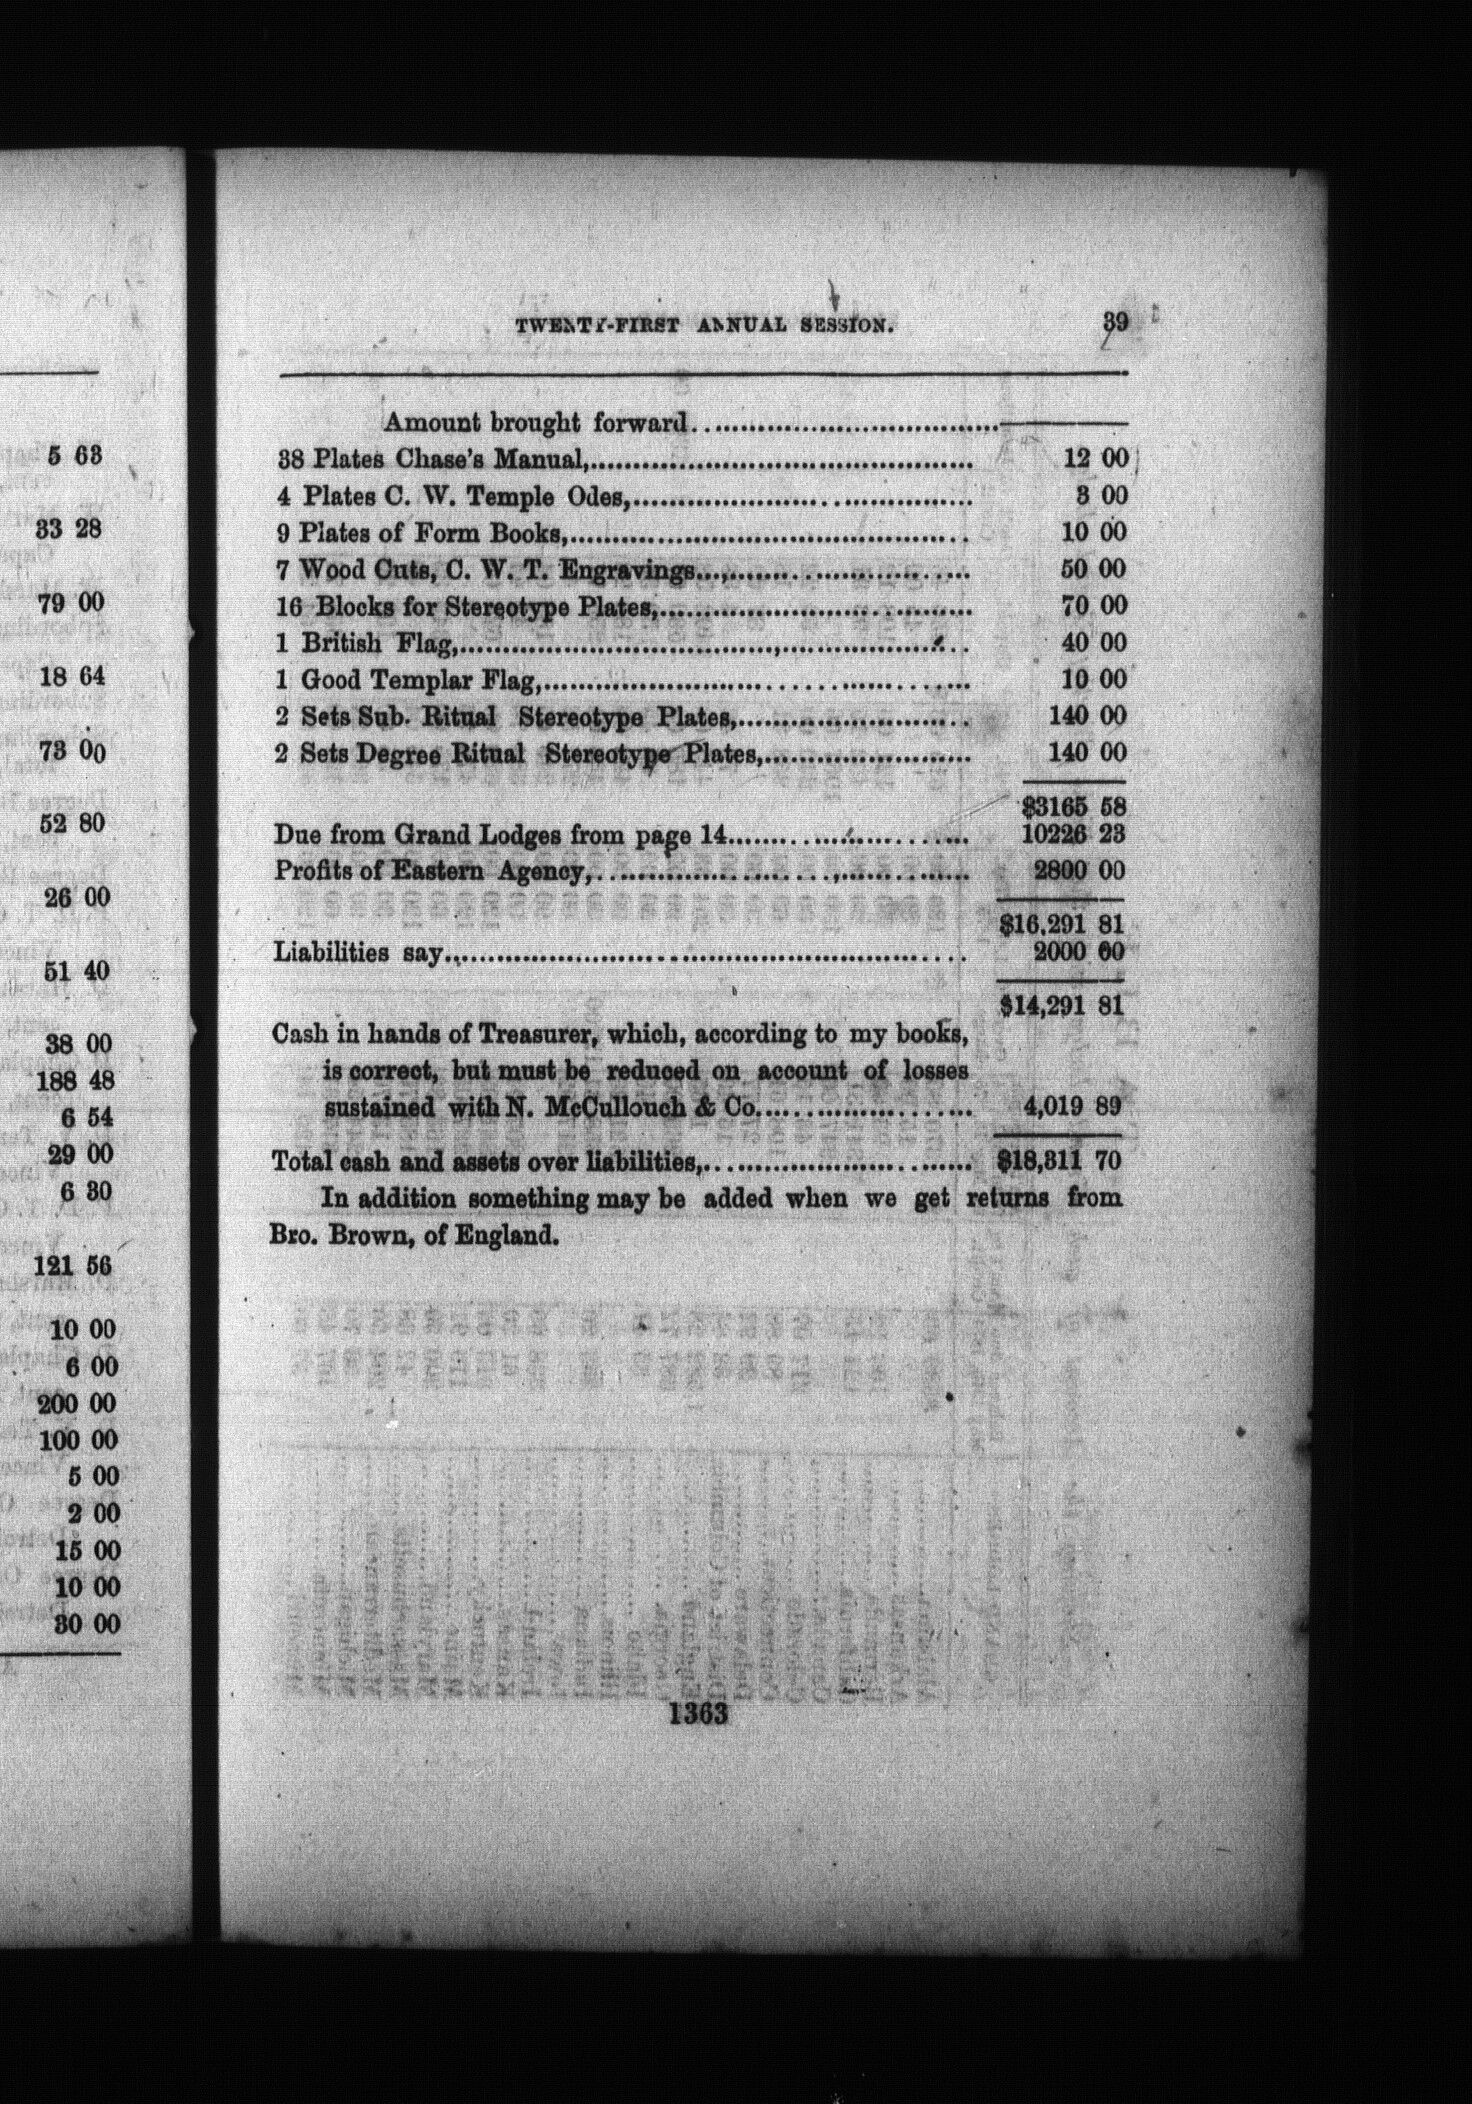 5 63
33 28
79 00
18 64
73 00
52 80
26 00
51 40
38 00
188 48
6 54
29 00
6 30
121 56
10 00
6 00
200 00
100 00
5 00
2 00
15 00
10 00
30 00
TWENTY-FIRST ANNUAL SESSION. 39
Amount brought forward
38 Plates Chase's Manual, 12 00
4 Plates C. W. Temple Odes, 3 00
9 Plates of Form Books, 10 00
7 Wood Cuts, C. W. T. Engravings 50 00
16 Blocks for Stereotype Plates, 70 00
1 British Flag, 40 00
1 Good Templar Flag, 10 00
2 Sets Sub. Ritual Stereotype Plates, 140 00
2 Sets Degree Ritual Stereotype Plates, 140 00
$3165 58
Due from Grand Lodges from page 14 10226 23
Profits of Eastern Agency, 2800 00
$16,291 81
Liabilities say 2000 00
$14,291 81
Cash in hands of Treasurer, which, according to my books,
is correct, but must be reduced on account of losses
sustained with N. McCullouch & Co. 4,019 89
Total cash and assets over liabilities, $18,311 70
In addition something may be added when we get returns from
Bro. Brown, of England.
1363